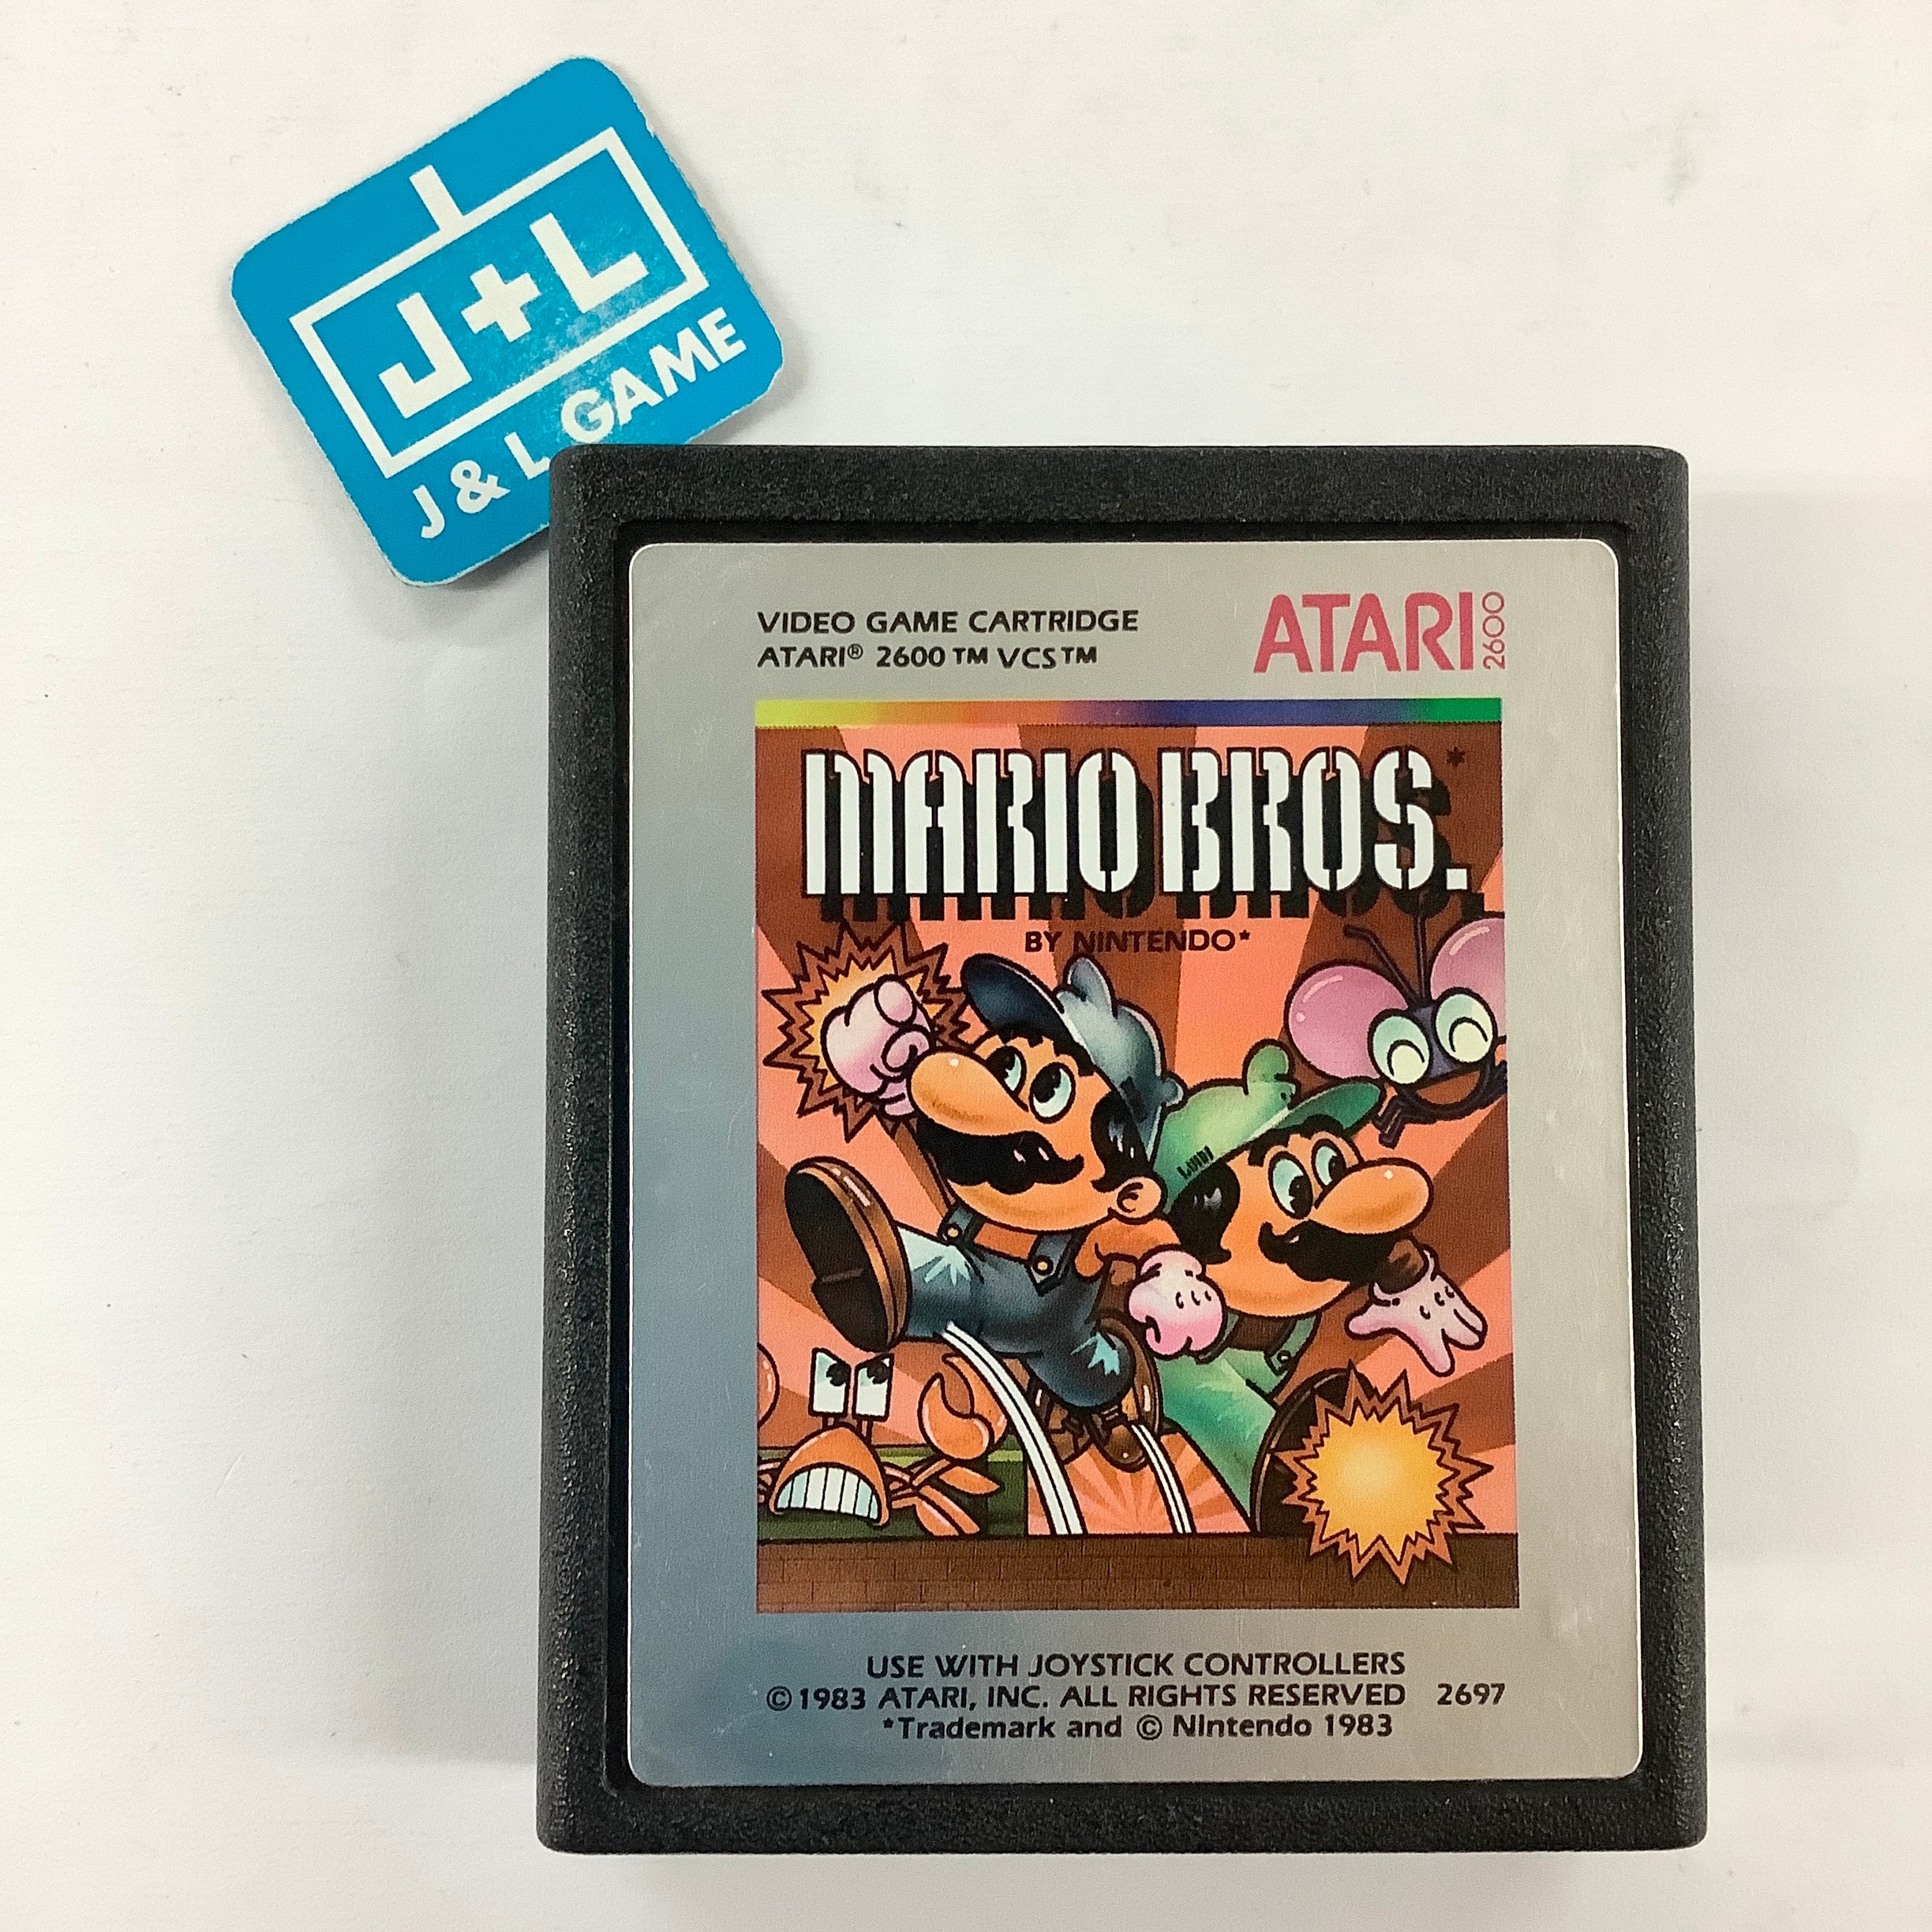 J+L
J & L GAME
VIDEO GAME CARTRIDGE
ATARI® 2600™ VCS™
ATARI 2600
MARIO BROS.*
BY NINTENDO*
LUIGI
USE WITH JOYSTICK CONTROLLERS
©1983 ATARI, INC. ALL RIGHTS RESERVED 2697
*Trademark and © Nintendo 1983